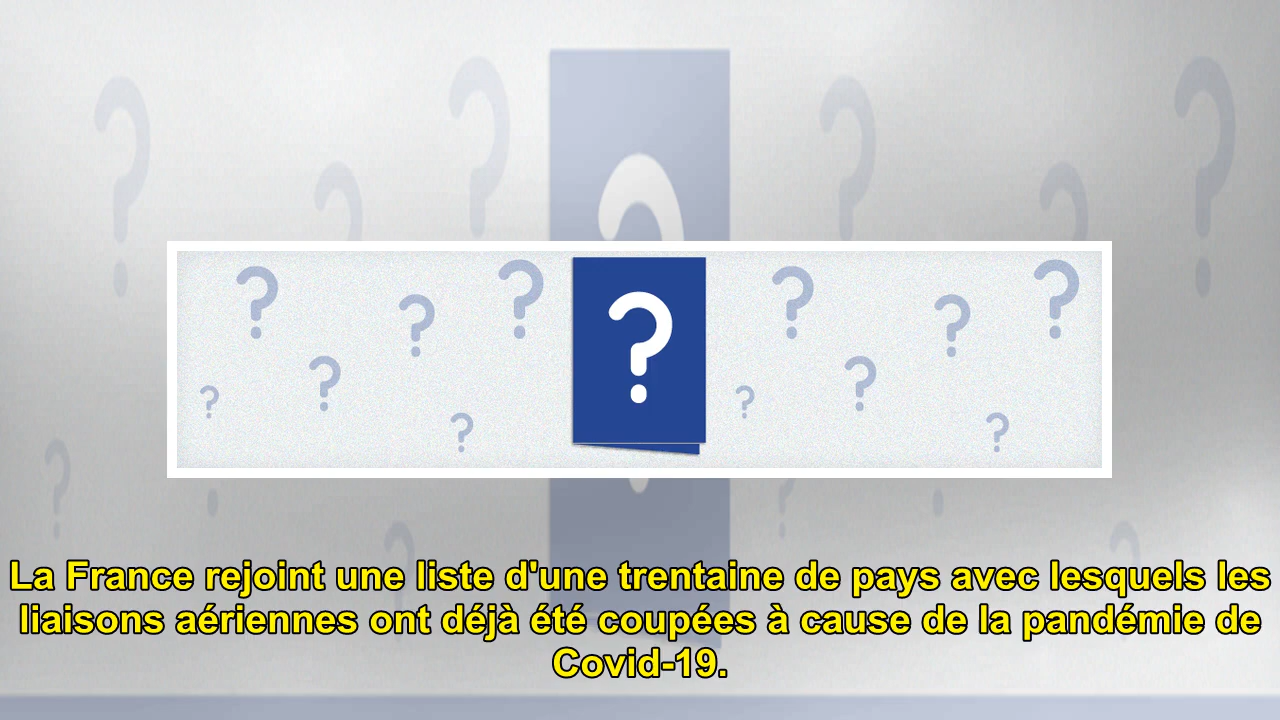 La France rejoint une liste d'une trentaine de pays avec lesquels les
liaisons aériennes ont déjà été coupées à cause de la pandémie de
Covid-19.